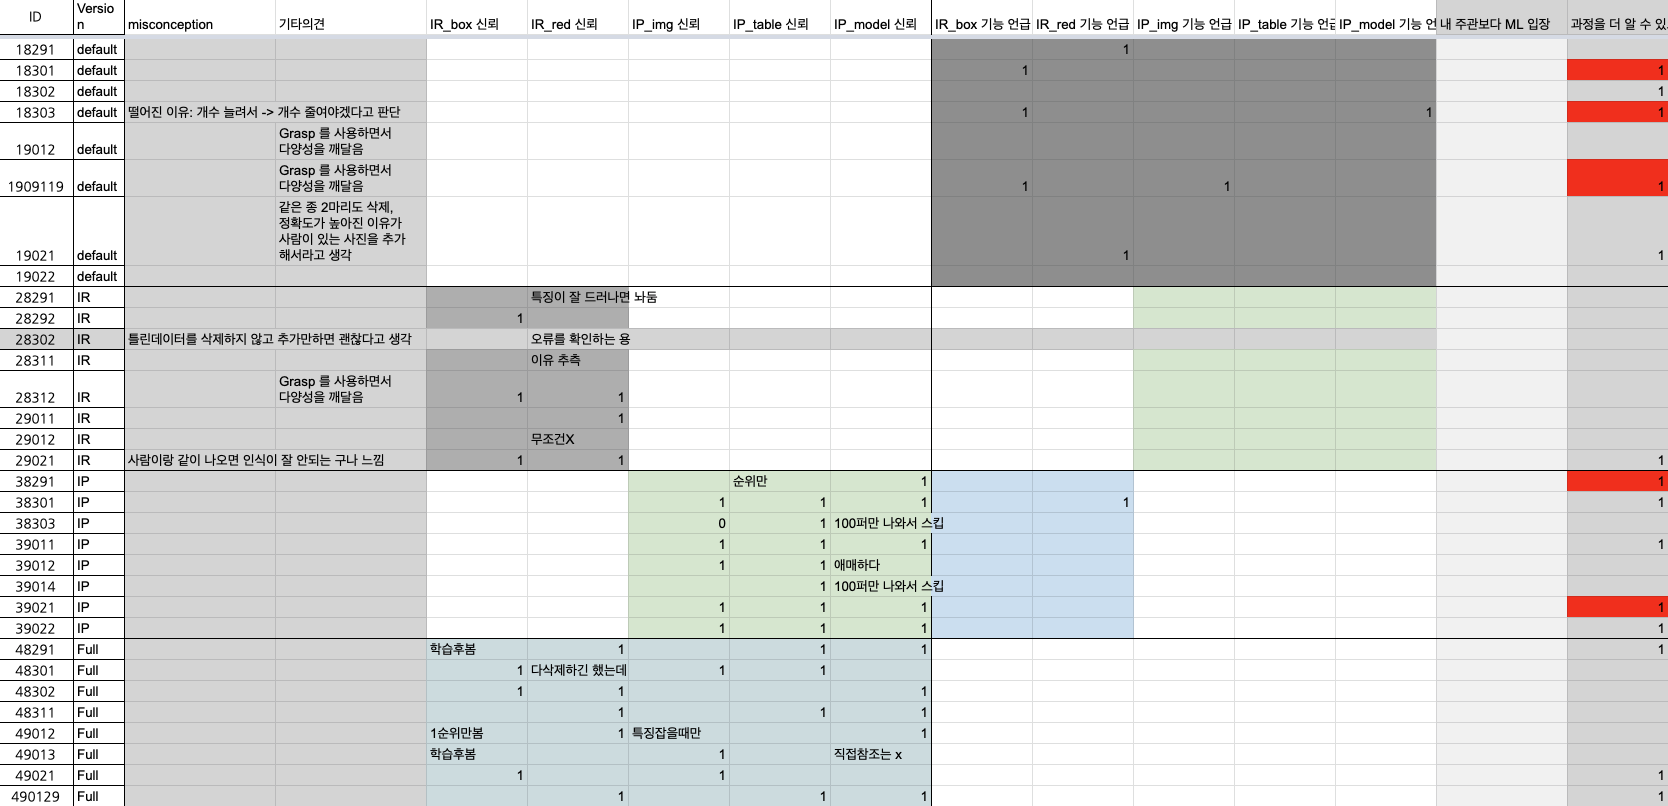 ID Version misconception 기타의견 IR_box 신뢰 IR_red 신뢰 IP_img 신뢰 IP_table 신뢰 IP_model 신뢰 IR_box 기능 언급 IR_red 기능 언급 IP_img 기능 언급 IP_table 기능 언급 IP_model 기능 언 내 주관보다 ML 입장 과정을 더 알 수 있
18291 default 1
18301 default 1 1
18302 default 1
18303 default 떨어진 이유: 개수 늘려서 -> 개수 줄여야겠다고 판단 1 1 1
Grasp 를 사용하면서
19012 default 다양성을 깨달음
Grasp 를 사용하면서
1909119 default 다양성을 깨달음 1 1 1
같은 종 2마리도 삭제,
정확도가 높아진 이유가
사람이 있는 사진을 추가
19021 default 해서라고 생각 1 1
19022 default
28291 IR 특징이 잘 드러나면 놔둠
28292 IR 1
28302 IR 틀린데이터를 삭제하지 않고 추가만하면 괜찮다고 생각 오류를 확인하는 용
28311 IR 이유 추측
Grasp 를 사용하면서
28312 IR 다양성을 깨달음 1 1
29011 IR 1
29012 IR 무조건X
29021 IR 사람이랑 같이 나오면 인식이 잘 안되는 구나 느낌 1 1 1
38291 IP 순위만 1 1
38301 IP 1 1 1 1 1
38303 IP 0 1 100퍼만 나와서 스킵
39011 IP 1 1 1 1
39012 IP 1 1 애매하다
39014 IP 1 100퍼만 나와서 스킵
39021 IP 1 1 1 1
39022 IP 1 1 1 1
48291 Full 학습후봄 1 1 1 1
48301 Full 1 다삭제하긴 했는데 1 1
48302 Full 1 1 1
48311 Full 1 1 1
49012 Full 1순위만봄 1 특징잡을때만 1
49013 Full 학습후봄 1 직접참조는 x
49021 Full 1 1 1
490129 Full 1 1 1 1